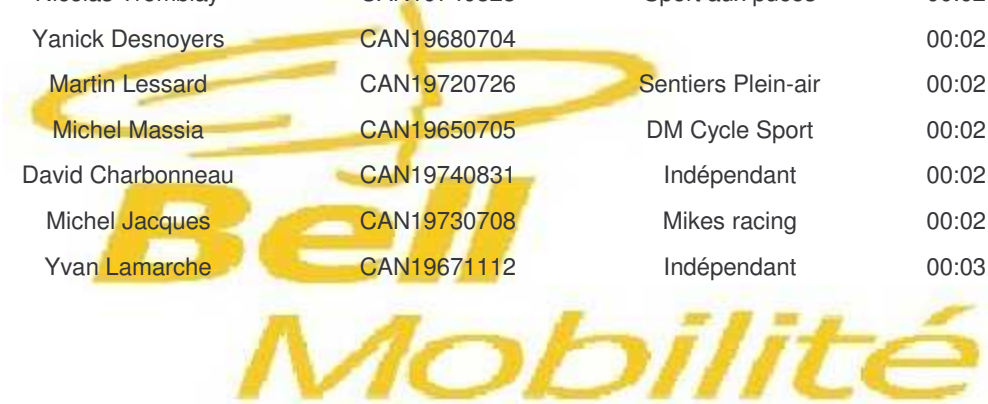 Yanick Desnoyers CAN19680704 00:02
Martin Lessard CAN19720726 Sentiers Plein-air 00:02
Michel Massia CAN19650705 DM Cycle Sport 00:02
David Charbonneau CAN19740831 Indépendant 00:02
Michel Jacques CAN19730708 Mikes racing 00:02
Yvan Lamarche CAN19671112 Indépendant 00:03
Bell
Mobilité